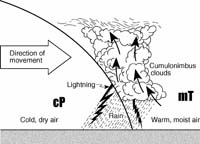 Direction of
movement
Cumulonimbus
clouds
Lightning
cP
mT
Cold, dry air
Rain
Warm, moist air